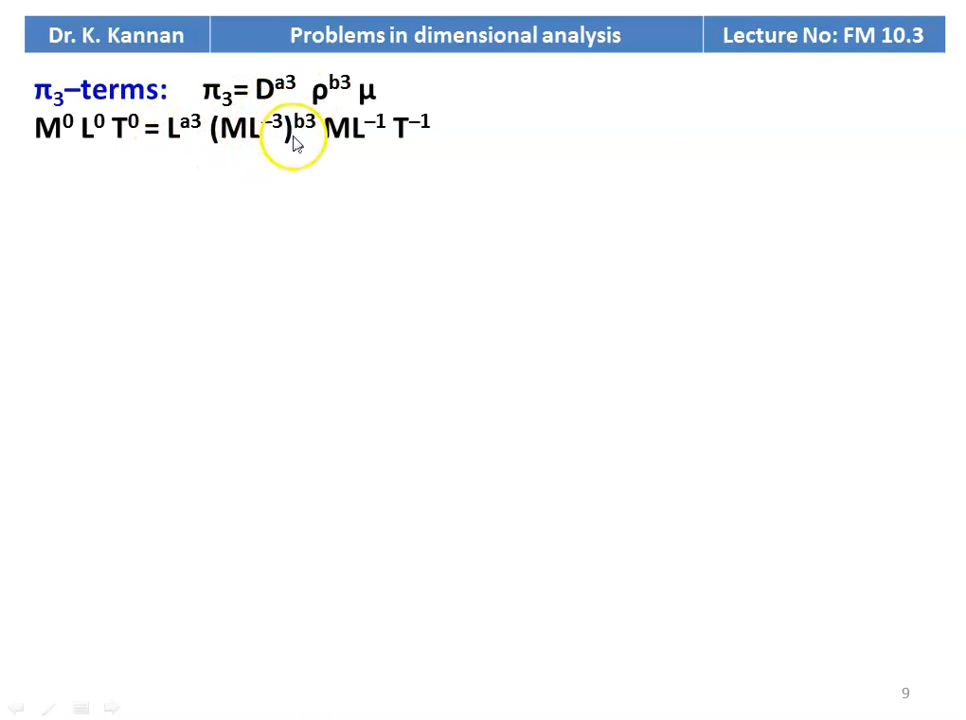 Dr. K. Kannan Problems in dimensional analysis Lecture No: FM 10.3
π₃–terms: π₃= Dᵃ³ ρᵇ³ μ
M⁰ L⁰ T⁰ = Lᵃ³ (ML⁻³)ᵇ³ ML⁻¹ T⁻¹
9